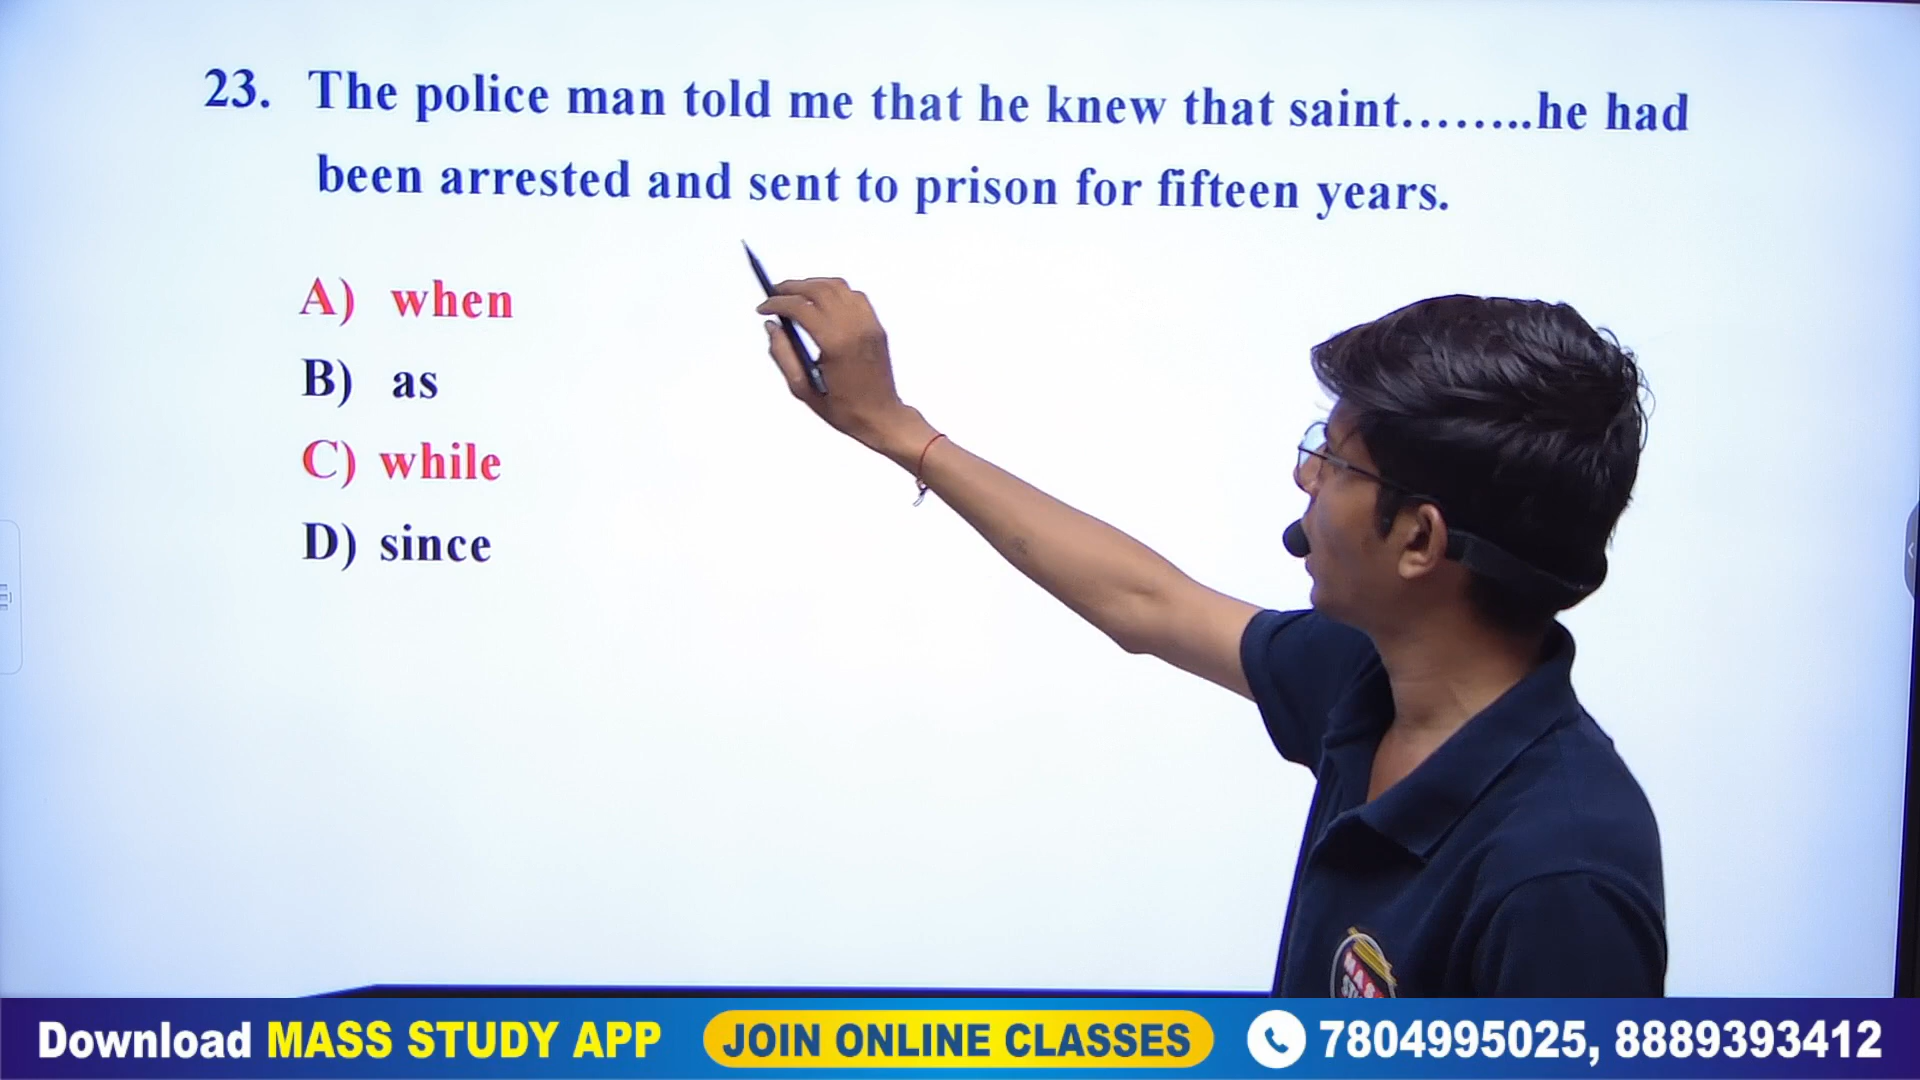 23. The police man told me that he knew that saint........he had
been arrested and sent to prison for fifteen years.
A) when
B) as
C) while
D) since
Download MASS STUDY APP JOIN ONLINE CLASSES 7804995025, 8889393412